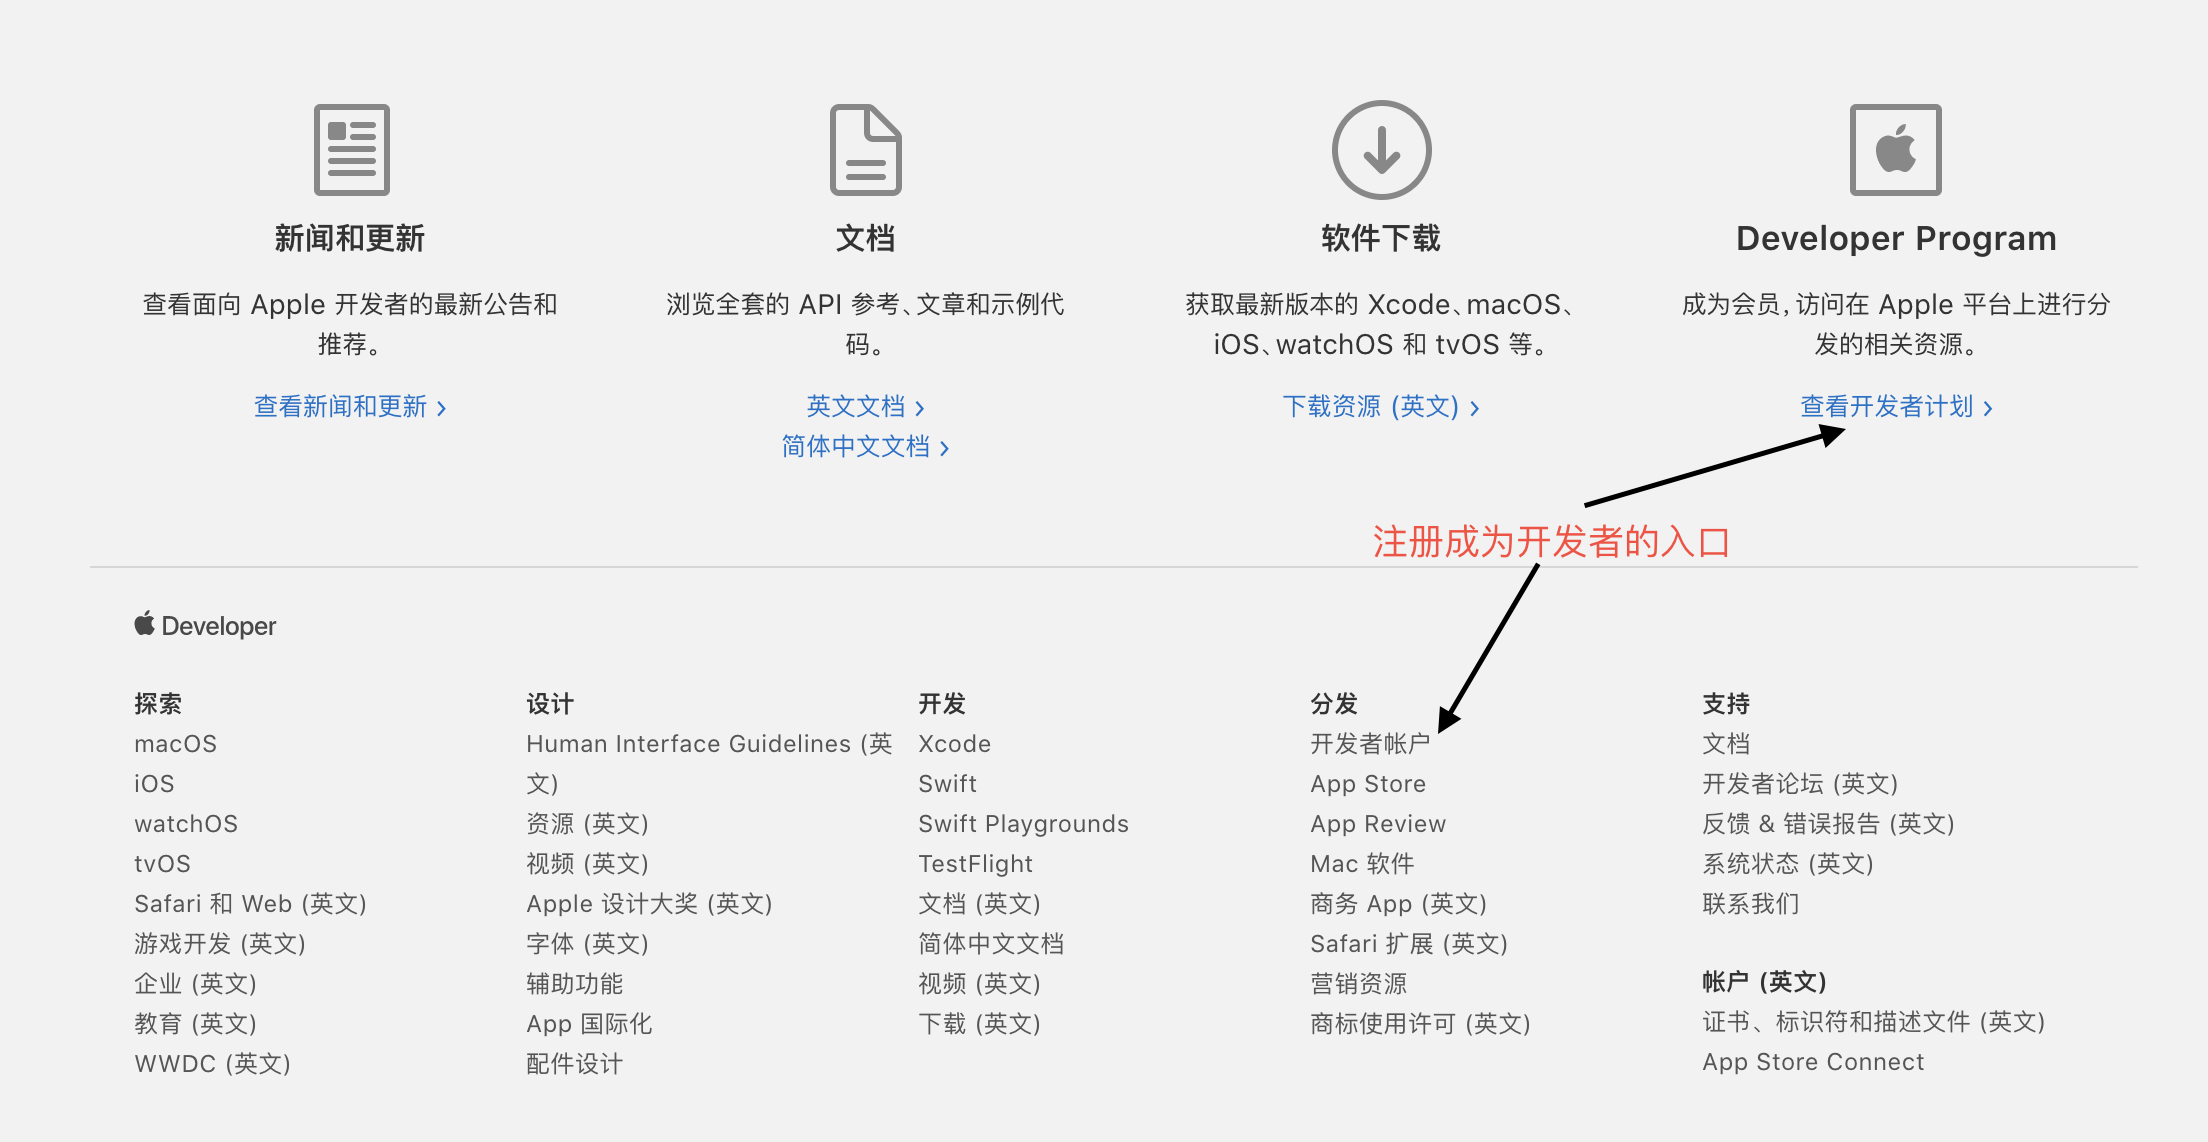 新闻和更新
查看面向 Apple 开发者的最新公告和
推荐。
查看新闻和更新 ›
文档
浏览全套的 API 参考、文章和示例代
码。
英文文档 ›
简体中文文档 ›
软件下载
获取最新版本的 Xcode、macOS、
iOS、watchOS 和 tvOS 等。
下载资源 (英文) ›
Developer Program
成为会员，访问在 Apple 平台上进行分
发的相关资源。
查看开发者计划 ›
注册成为开发者的入口
Developer
探索
macOS
iOS
watchOS
tvOS
Safari 和 Web (英文)
游戏开发 (英文)
企业 (英文)
教育 (英文)
WWDC (英文)
设计
Human Interface Guidelines (英
文)
资源 (英文)
视频 (英文)
Apple 设计大奖 (英文)
字体 (英文)
辅助功能
App 国际化
配件设计
开发
Xcode
Swift
Swift Playgrounds
TestFlight
文档 (英文)
简体中文文档
视频 (英文)
下载 (英文)
分发
开发者帐户
App Store
App Review
Mac 软件
商务 App (英文)
Safari 扩展 (英文)
营销资源
商标使用许可 (英文)
支持
文档
开发者论坛 (英文)
反馈 & 错误报告 (英文)
系统状态 (英文)
联系我们
帐户 (英文)
证书、标识符和描述文件 (英文)
App Store Connect